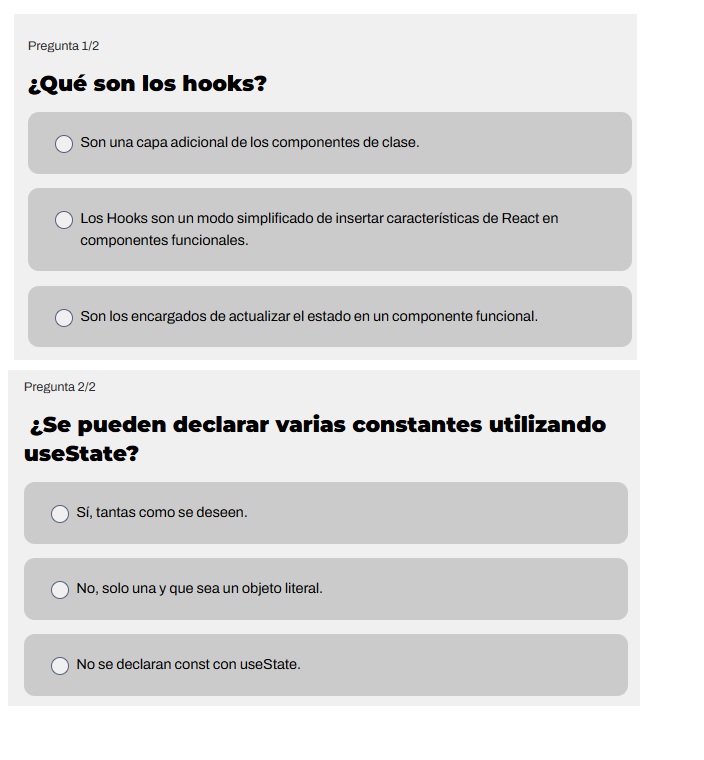 Pregunta 1/2
¿Qué son los hooks?
Son una capa adicional de los componentes de clase.
Los Hooks son un modo simplificado de insertar características de React en
componentes funcionales.
Son los encargados de actualizar el estado en un componente funcional.
Pregunta 2/2
¿Se pueden declarar varias constantes utilizando
useState?
Sí, tantas como se deseen.
No, solo una y que sea un objeto literal.
No se declaran const con useState.